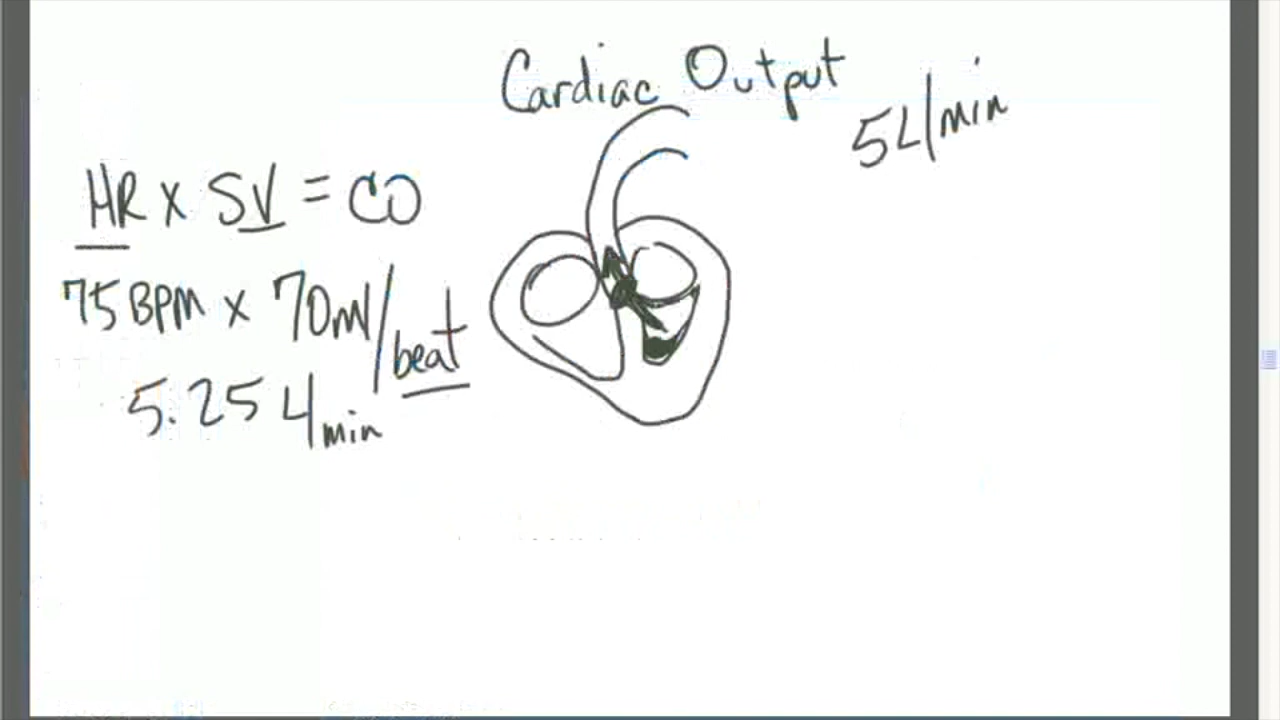 Cardiac Output
5L/min
HR x SV = CO
75 BPM x 70ml/beat
5.25 L/min